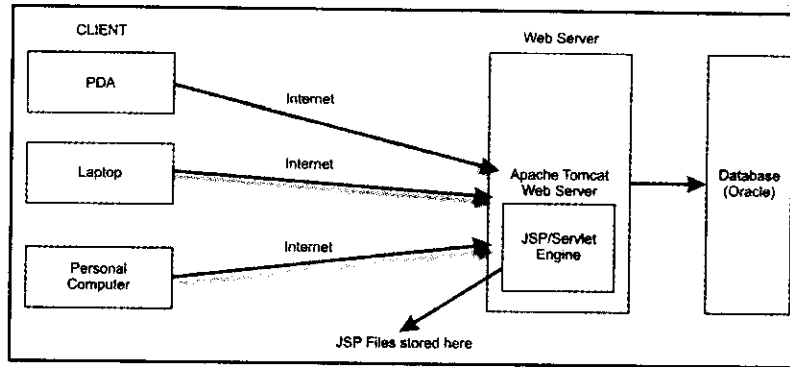 CLIENT
PDA
Internet
Laptop
Internet
Personal
Computer
Internet
Web Server
Apache Tomcat
Web Server
JSP/Servlet
Engine
JSP Files stored here
Database
(Oracle)